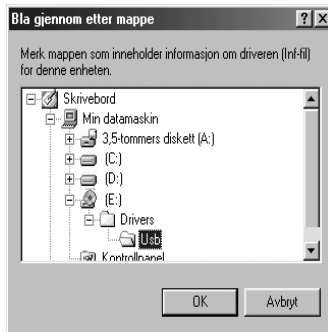 Bla gjennom etter mappe
Merk mappen som inneholder informasjon om driveren (Inf-fil)
for denne enheten.
Skrivebord
Min datamaskin
3,5-tommers diskett (A:)
(C:)
(D:)
(E:)
Drivers
Usb
Kontrollpanel
OK Avbryt